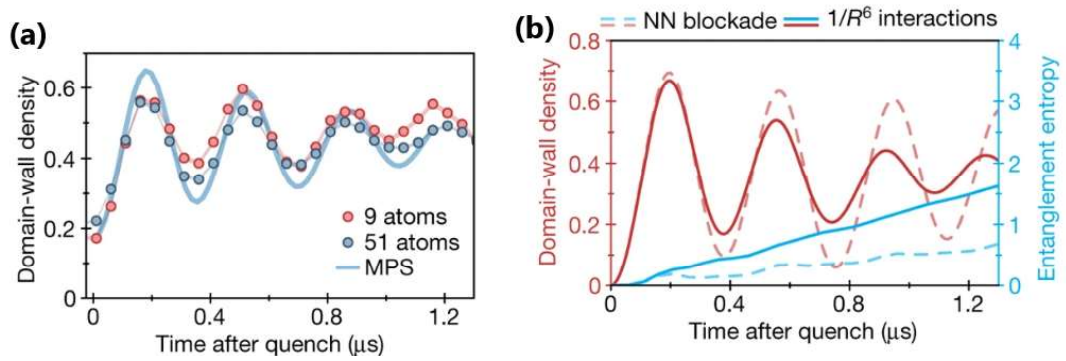 (a)
Domain-wall density
0.6
0.4
0.2
0
9 atoms
51 atoms
MPS
0 0.4 0.8 1.2
Time after quench (μs)
(b)
NN blockade 1/R⁶ interactions
Domain-wall density
0.8
0.6
0.4
0.2
0.0
4
3
2
1
0
Entanglement entropy
0 0.4 0.8 1.2
Time after quench (μs)